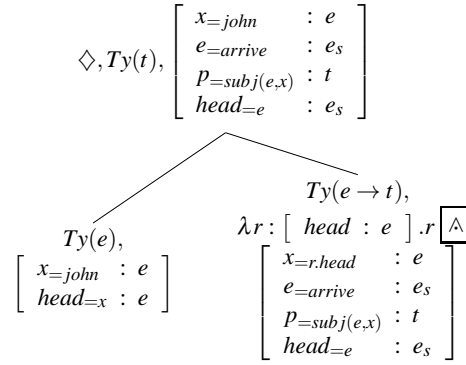 ◇, Ty(t), [ x₌ⱼₒₕₙ : e
e₌arrive : eₛ
p₌subj(e,x) : t
head₌e : eₛ ]
Ty(e),
[ x₌john : e
head₌x : e ]
Ty(e → t),
λr : [ head : e ] .r ⩑
[ x₌r.head : e
e₌arrive : eₛ
p₌subj(e,x) : t
head₌e : eₛ ]